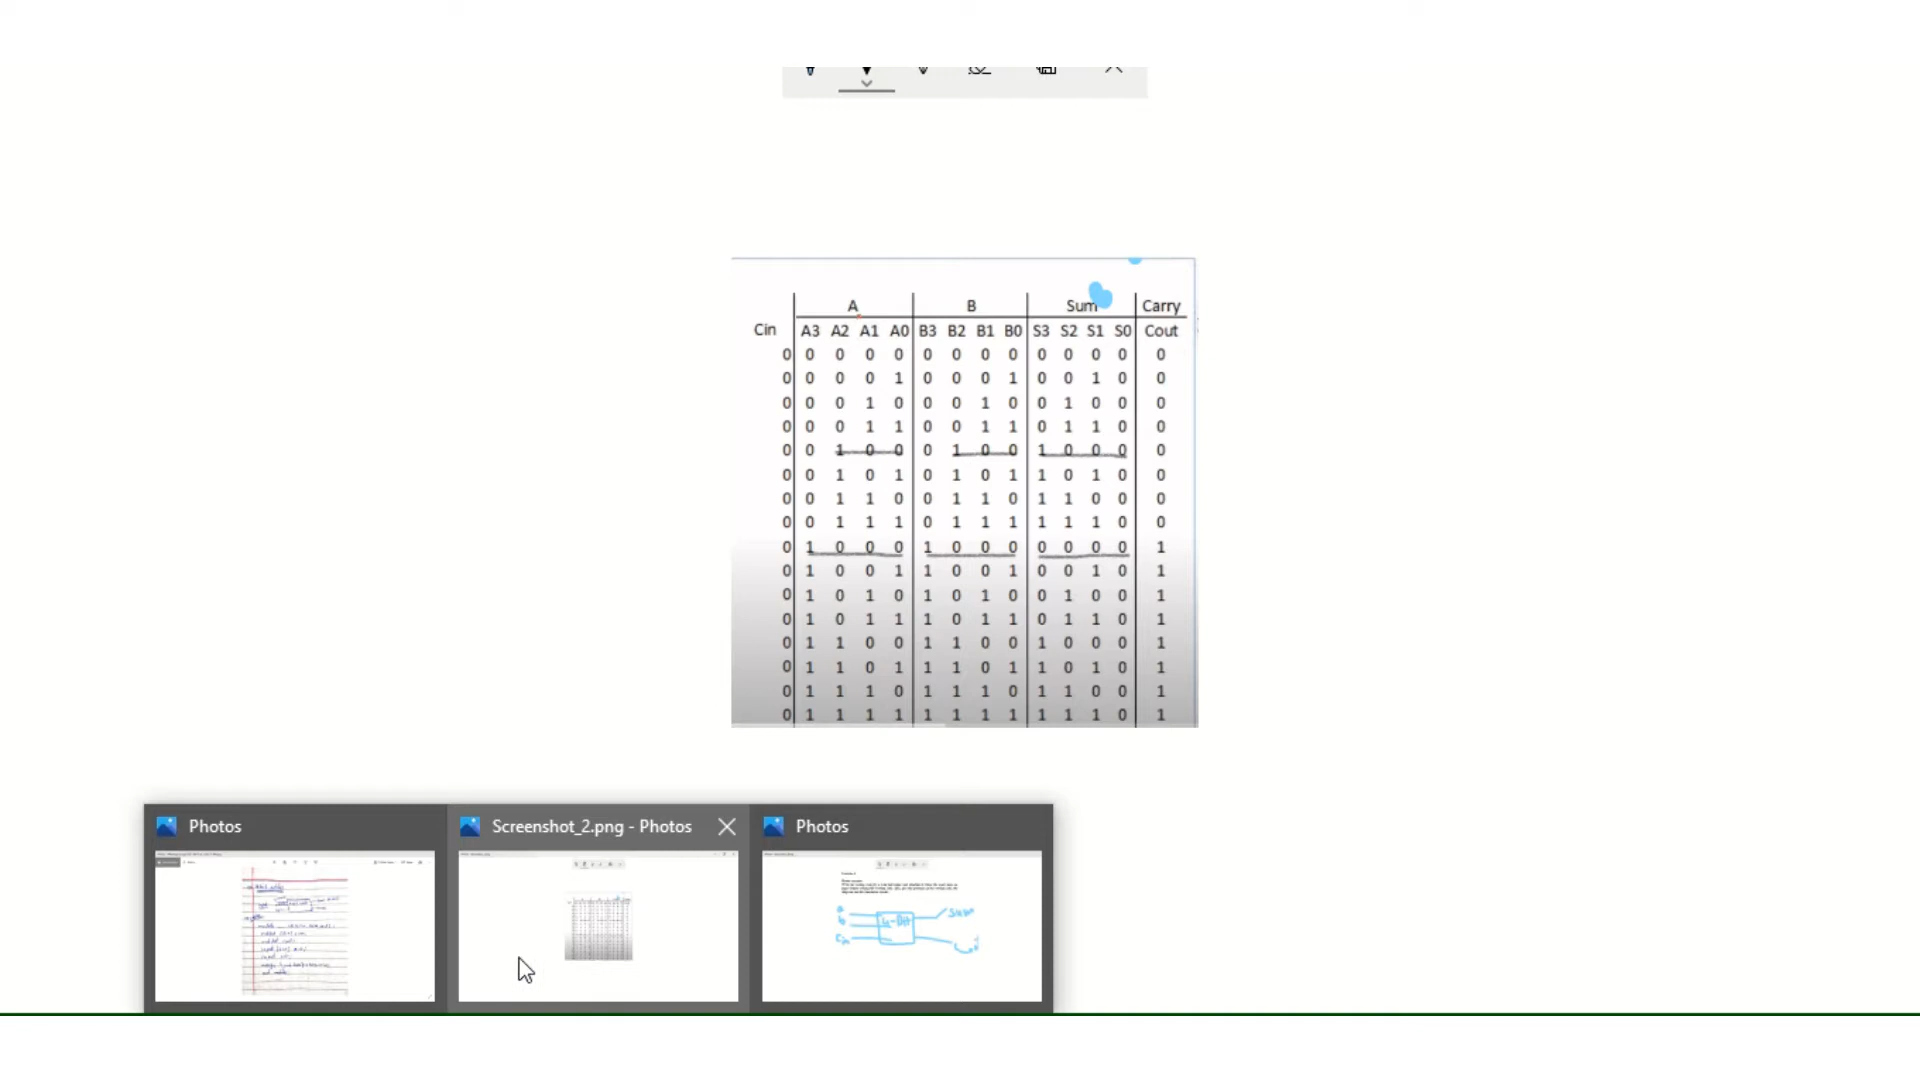 A B Sum Carry
Cin A3 A2 A1 A0 B3 B2 B1 B0 S3 S2 S1 S0 Cout
0 0 0 0 0 0 0 0 0 0 0 0 0 0
0 0 0 0 1 0 0 0 1 0 0 1 0 0
0 0 0 1 0 0 0 1 0 0 1 0 0 0
0 0 0 1 1 0 0 1 1 0 1 1 0 0
0 0 1 0 0 0 1 0 0 1 0 0 0 0
0 0 1 0 1 0 1 0 1 1 0 1 0 0
0 0 1 1 0 0 1 1 0 1 1 0 0 0
0 0 1 1 1 0 1 1 1 1 1 1 0 0
0 1 0 0 0 1 0 0 0 0 0 0 0 1
0 1 0 0 1 1 0 0 1 0 0 1 0 1
0 1 0 1 0 1 0 1 0 0 1 0 0 1
0 1 0 1 1 1 0 1 1 0 1 1 0 1
0 1 1 0 0 1 1 0 0 1 0 0 0 1
0 1 1 0 1 1 1 0 1 1 0 1 0 1
0 1 1 1 0 1 1 1 0 1 1 0 0 1
0 1 1 1 1 1 1 1 1 1 1 1 0 1
Photos
Screenshot_2.png - Photos
Photos